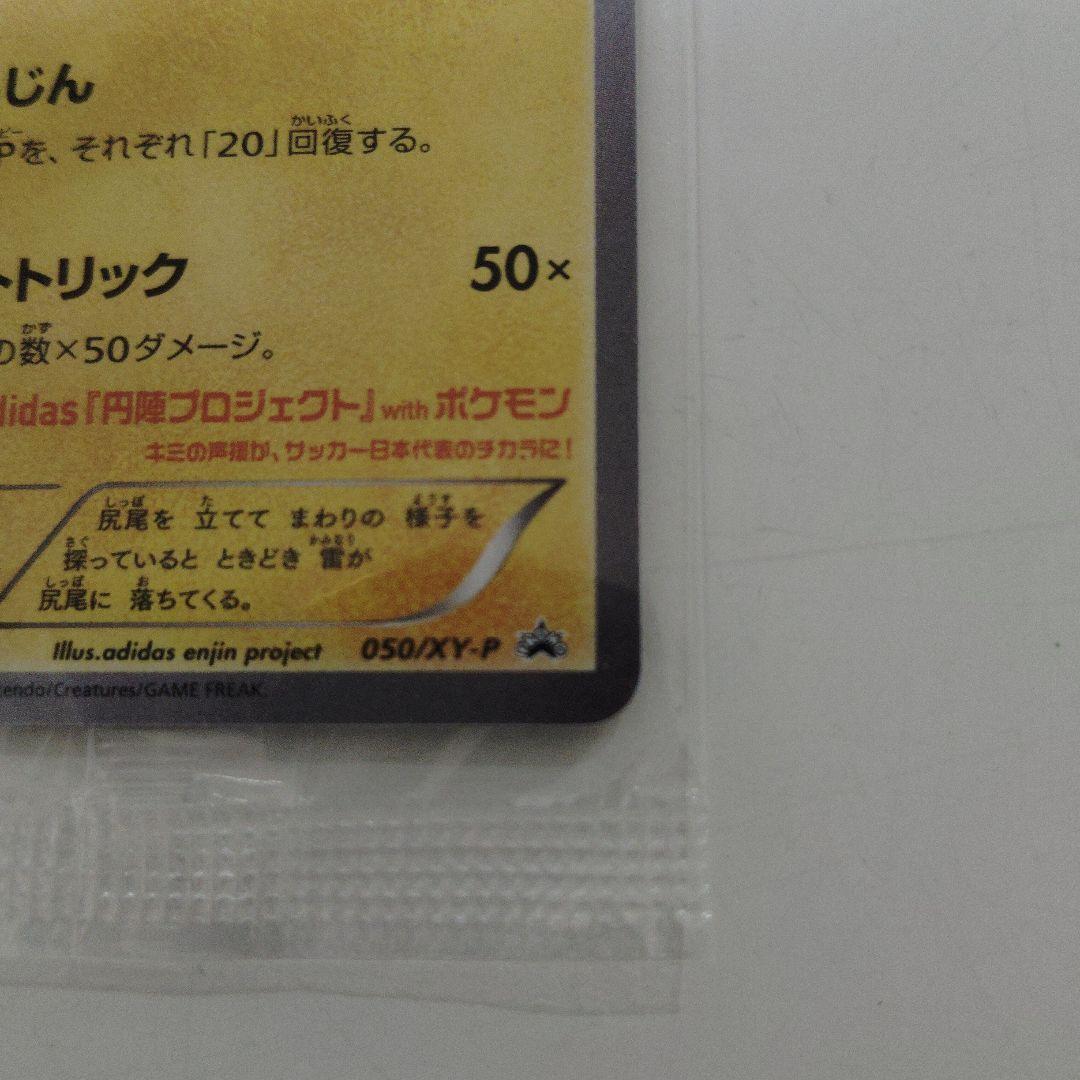 じん
を、それぞれ「20」回復する。
トリック 50×
の数×50ダメージ。
adidas『円陣プロジェクト』with ポケモン
キミの声援が、サッカー日本代表のチカラに！
尻尾を 立てて まわりの 様子を
探っていると ときどき 雷が
尻尾に 落ちてくる。
Illus.adidas enjin project 050/XY-P
tendo/Creatures/GAME FREAK.